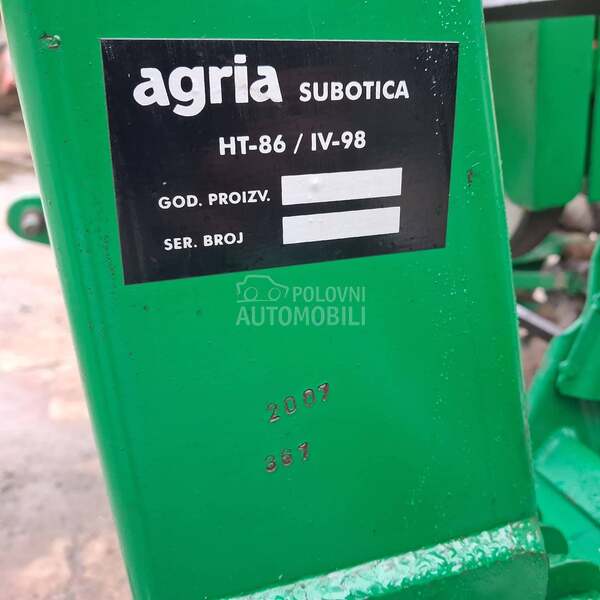 agria SUBOTICA
HT-86 / IV-98
GOD. PROIZV.
SER. BROJ
POLOVNI
AUTOMOBILI
2007
367